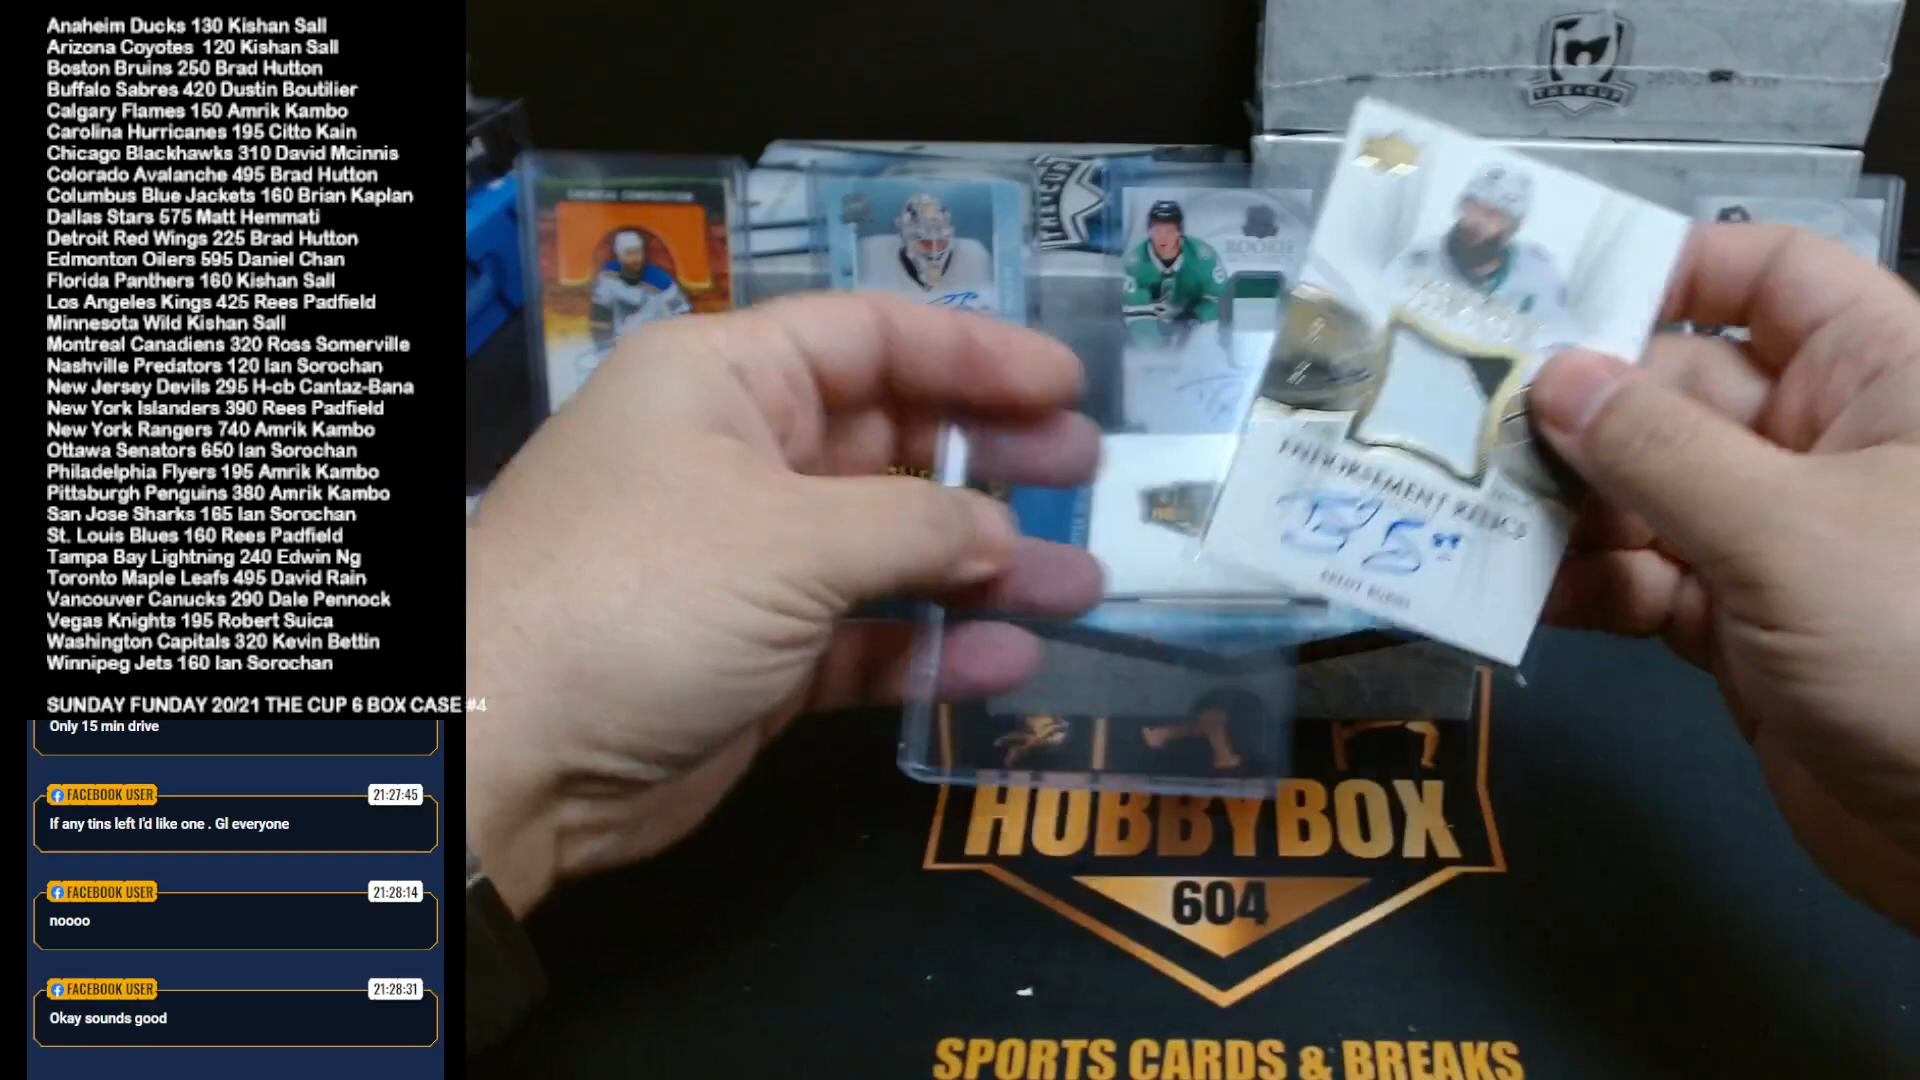 Anaheim Ducks 130 Kishan Sall
Arizona Coyotes 120 Kishan Sall
Boston Bruins 250 Brad Hutton
Buffalo Sabres 420 Dustin Boutilier
Calgary Flames 150 Amrik Kambo
Carolina Hurricanes 195 Citto Kain
Chicago Blackhawks 310 David Mcinnis
Colorado Avalanche 495 Brad Hutton
Columbus Blue Jackets 160 Brian Kaplan
Dallas Stars 575 Matt Hemmati
Detroit Red Wings 225 Brad Hutton
Edmonton Oilers 595 Daniel Chan
Florida Panthers 160 Kishan Sall
Los Angeles Kings 425 Rees Padfield
Minnesota Wild Kishan Sall
Montreal Canadiens 320 Ross Somerville
Nashville Predators 120 Ian Sorochan
New Jersey Devils 295 H-cb Cantaz-Bana
New York Islanders 390 Rees Padfield
New York Rangers 740 Amrik Kambo
Ottawa Senators 650 Ian Sorochan
Philadelphia Flyers 195 Amrik Kambo
Pittsburgh Penguins 380 Amrik Kambo
San Jose Sharks 165 Ian Sorochan
St. Louis Blues 160 Rees Padfield
Tampa Bay Lightning 240 Edwin Ng
Toronto Maple Leafs 495 David Rain
Vancouver Canucks 290 Dale Pennock
Vegas Knights 195 Robert Suica
Washington Capitals 320 Kevin Bettin
Winnipeg Jets 160 Ian Sorochan
SUNDAY FUNDAY 20/21 THE CUP 6 BOX CASE #4
Only 15 min drive
FACEBOOK USER 21:27:45
If any tins left I'd like one . Gl everyone
FACEBOOK USER 21:28:14
noooo
FACEBOOK USER 21:28:31
Okay sounds good
THE CUP
THE CUP
ROOKIE
ENDORSEMENT RELICS
BRENT BURNS
HOBBYBOX
604
SPORTS CARDS & BREAKS